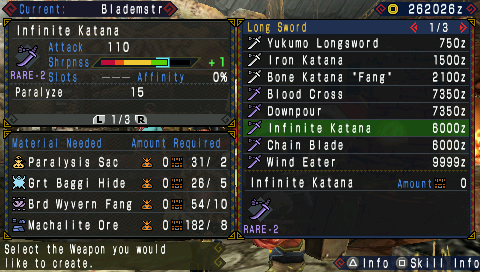 Current: Blademstr
262026z
Infinite Katana
Attack 110
Shrpnss +1
RARE-2 Slots --- Affinity 0%
Paralyze 15
L 1/3 R
Material Needed Amount Required
Paralysis Sac 0 31/ 2
Grt Baggi Hide 0 26/ 5
Brd Wyvern Fang 0 54/10
Machalite Ore 0 182/ 8
Select the Weapon you would
like to create.
Long Sword 1/3
Yukumo Longsword 750z
Iron Katana 1500z
Bone Katana "Fang" 2100z
Blood Cross 7350z
Downpour 7350z
Infinite Katana 6000z
Chain Blade 6000z
Wind Eater 9999z
Infinite Katana Amount 0
RARE-2
Info Skill Info